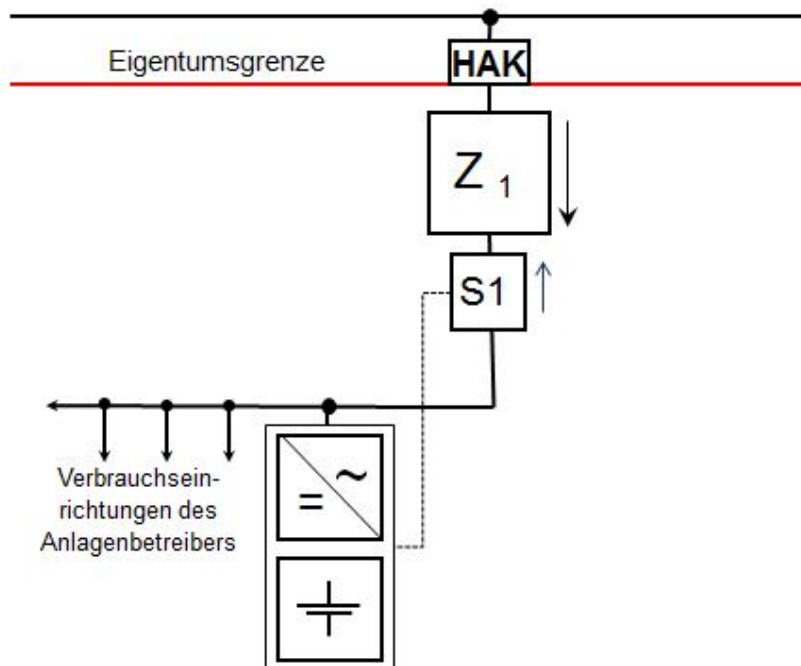 Eigentumsgrenze
HAK
Z 1
S1
Verbrauchsein-
richtungen des
Anlagenbetreibers
= ~